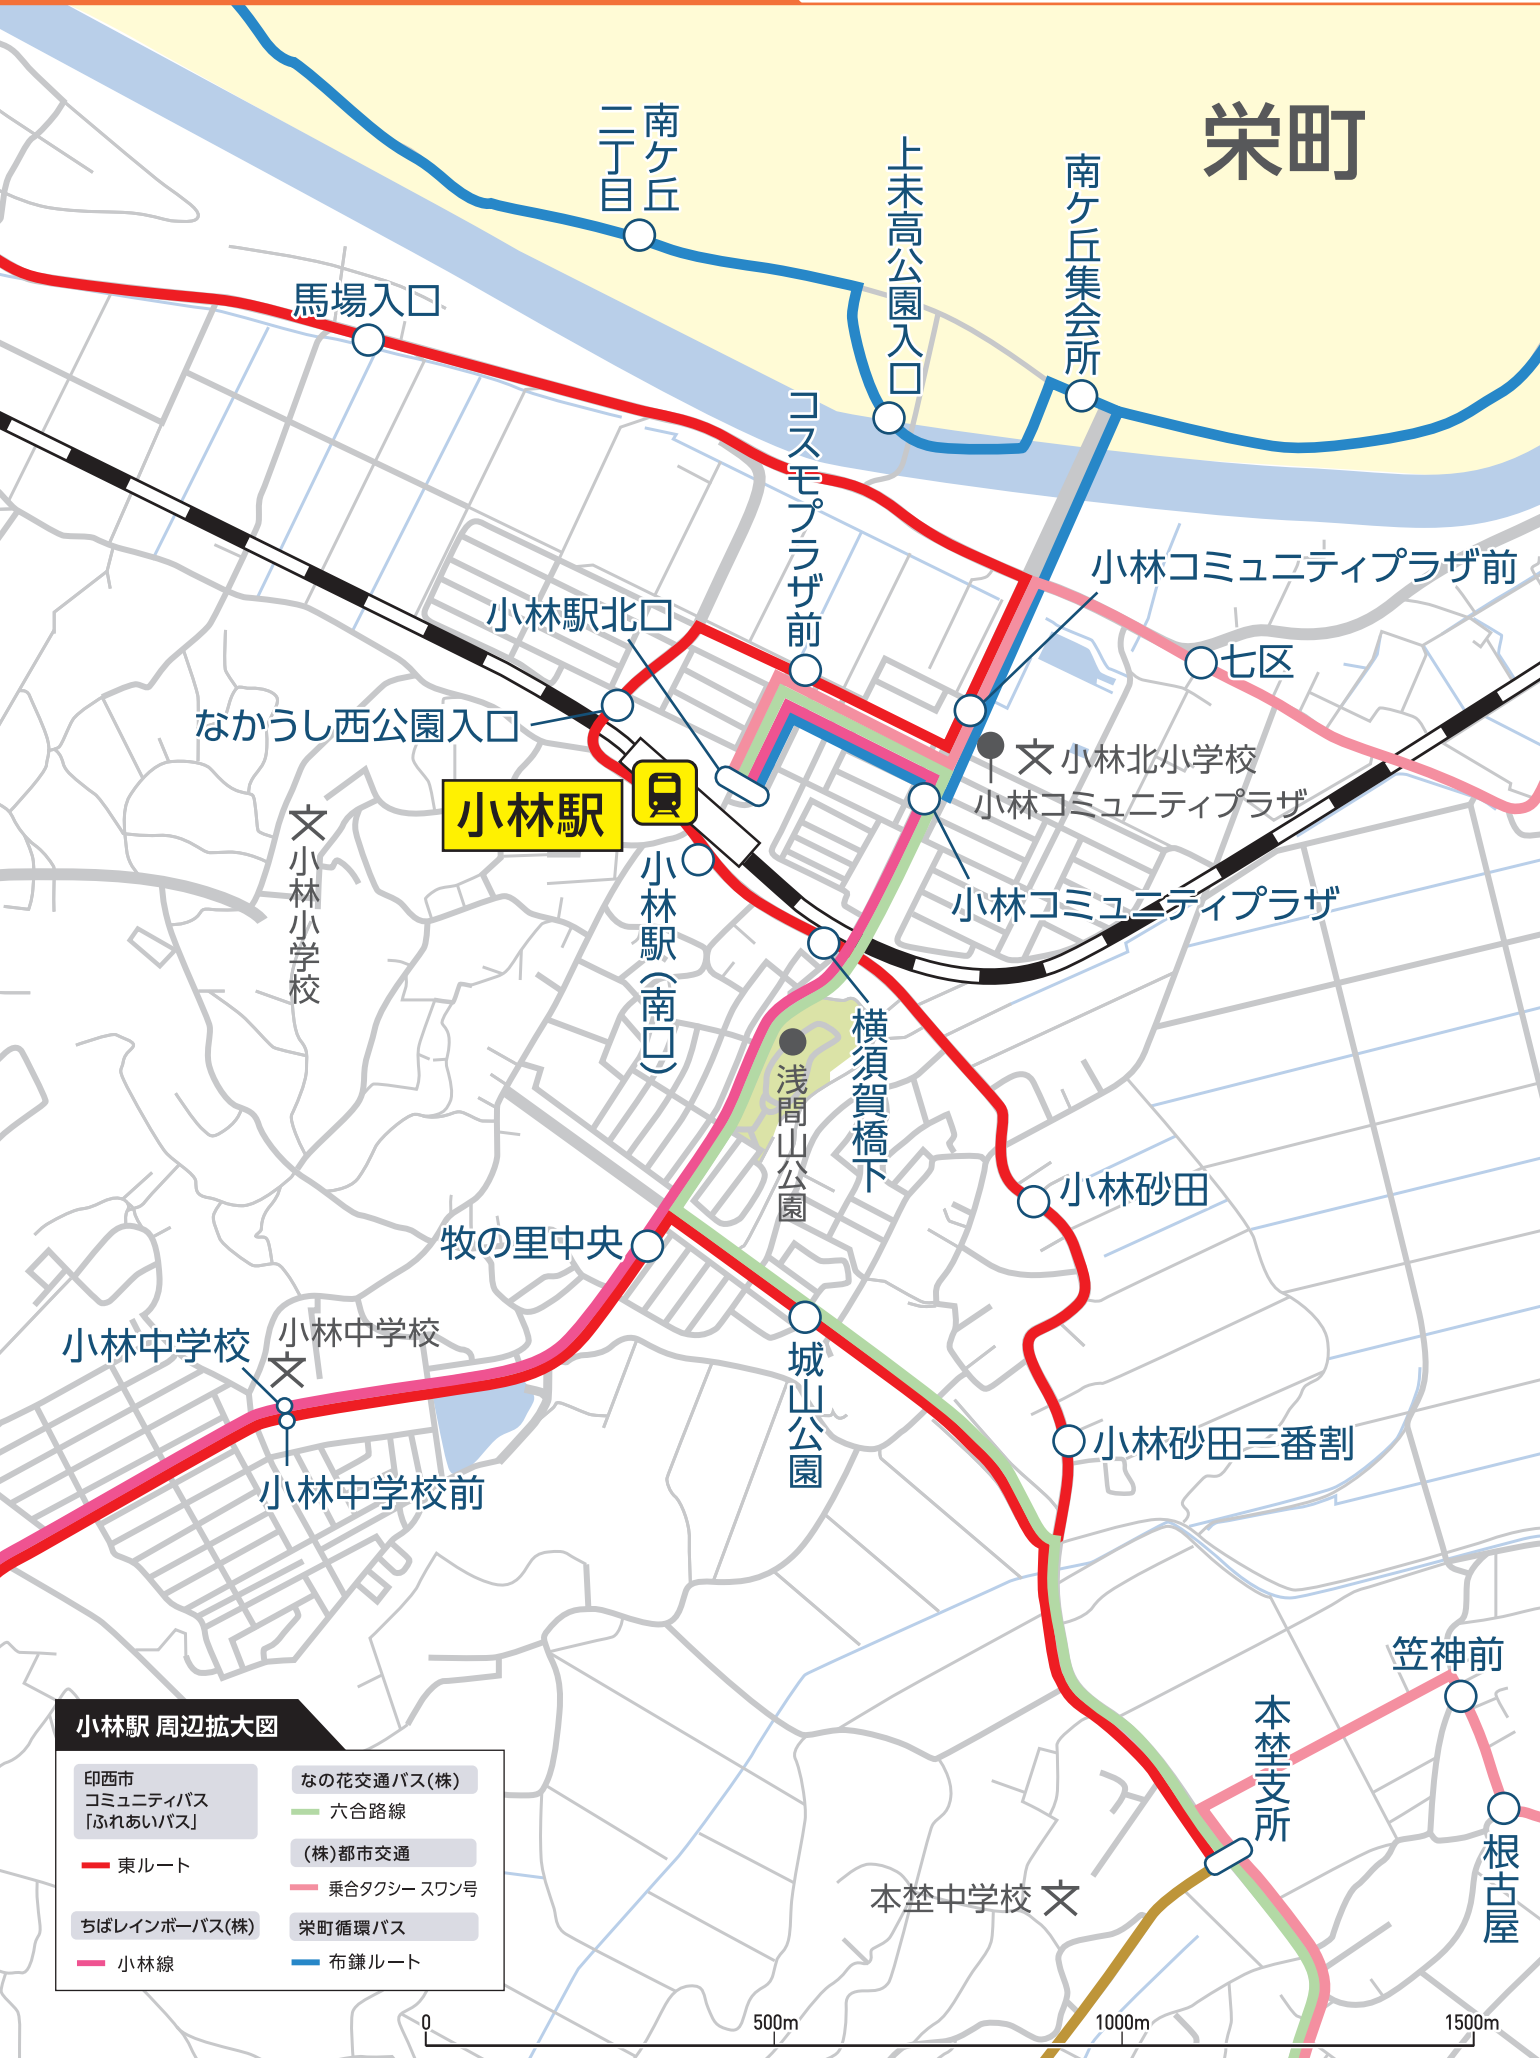 栄町
南ケ丘
二丁目
上未高公園入口
南ケ丘集会所
馬場入口
コスモプラザ前
小林コミュニティプラザ前
小林駅北口
七区
なかうし西公園入口
小林北小学校
小林コミュニティプラザ
小林駅
小林小学校
小林駅(南口)
小林コミュニティプラザ
横須賀橋下
浅間山公園
小林砂田
牧の里中央
小林中学校
小林中学校
城山公園
小林砂田三番割
小林中学校前
笠神前
本埜支所
根古屋
本埜中学校
小林駅 周辺拡大図
印西市
コミュニティバス
「ふれあいバス」
東ルート
ちばレインボーバス(株)
小林線
なの花交通バス(株)
六合路線
(株)都市交通
乗合タクシー スワン号
栄町循環バス
布鎌ルート
0
500m
1000m
1500m